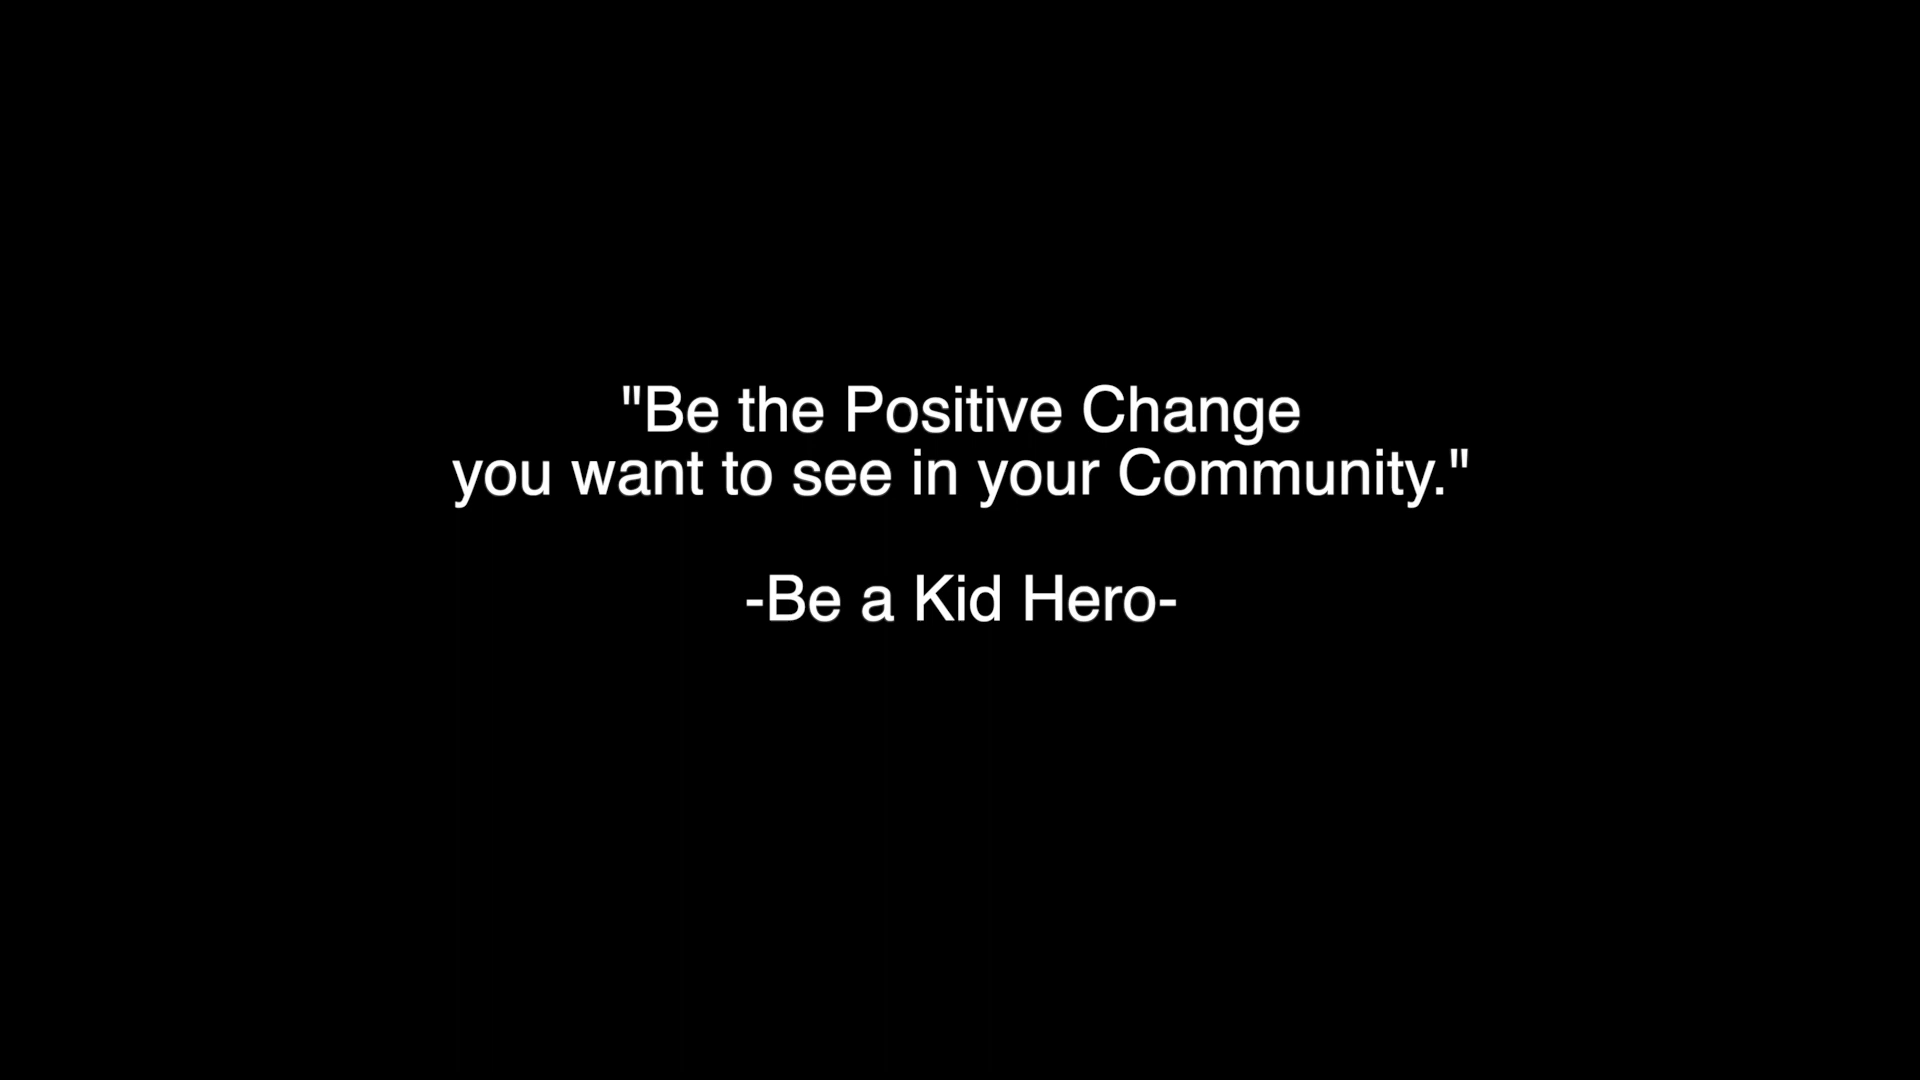 "Be the Positive Change
you want to see in your Community."
-Be a Kid Hero-